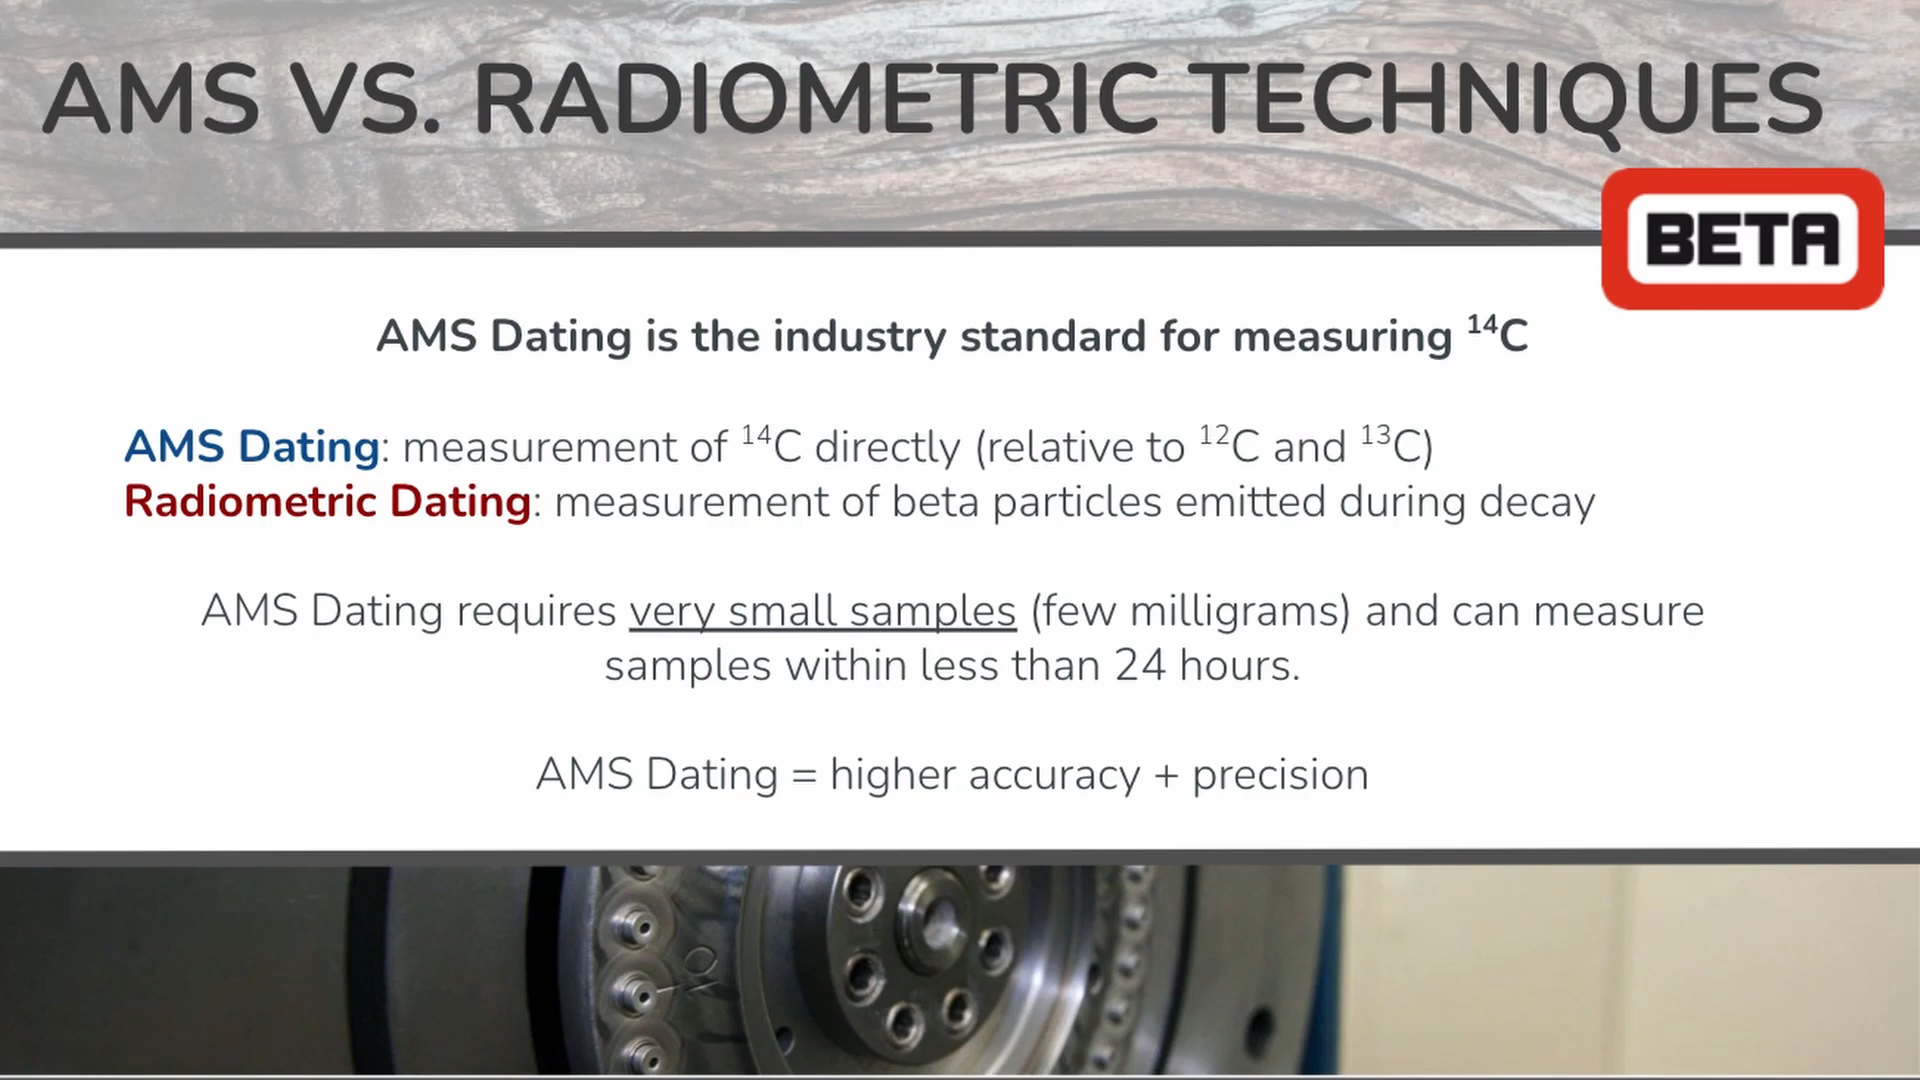 AMS VS. RADIOMETRIC TECHNIQUES
BETA
AMS Dating is the industry standard for measuring ¹⁴C
AMS Dating: measurement of ¹⁴C directly (relative to ¹²C and ¹³C)
Radiometric Dating: measurement of beta particles emitted during decay
AMS Dating requires very small samples (few milligrams) and can measure
samples within less than 24 hours.
AMS Dating = higher accuracy + precision